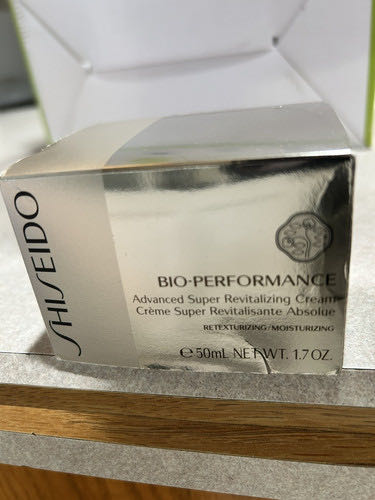 SHISEIDO
BIO-PERFORMANCE
Advanced Super Revitalizing Cream
Crème Super Revitalisante Absolue
RETEXTURIZING/MOISTURIZING
℮ 50mL NET WT. 1.7 OZ.